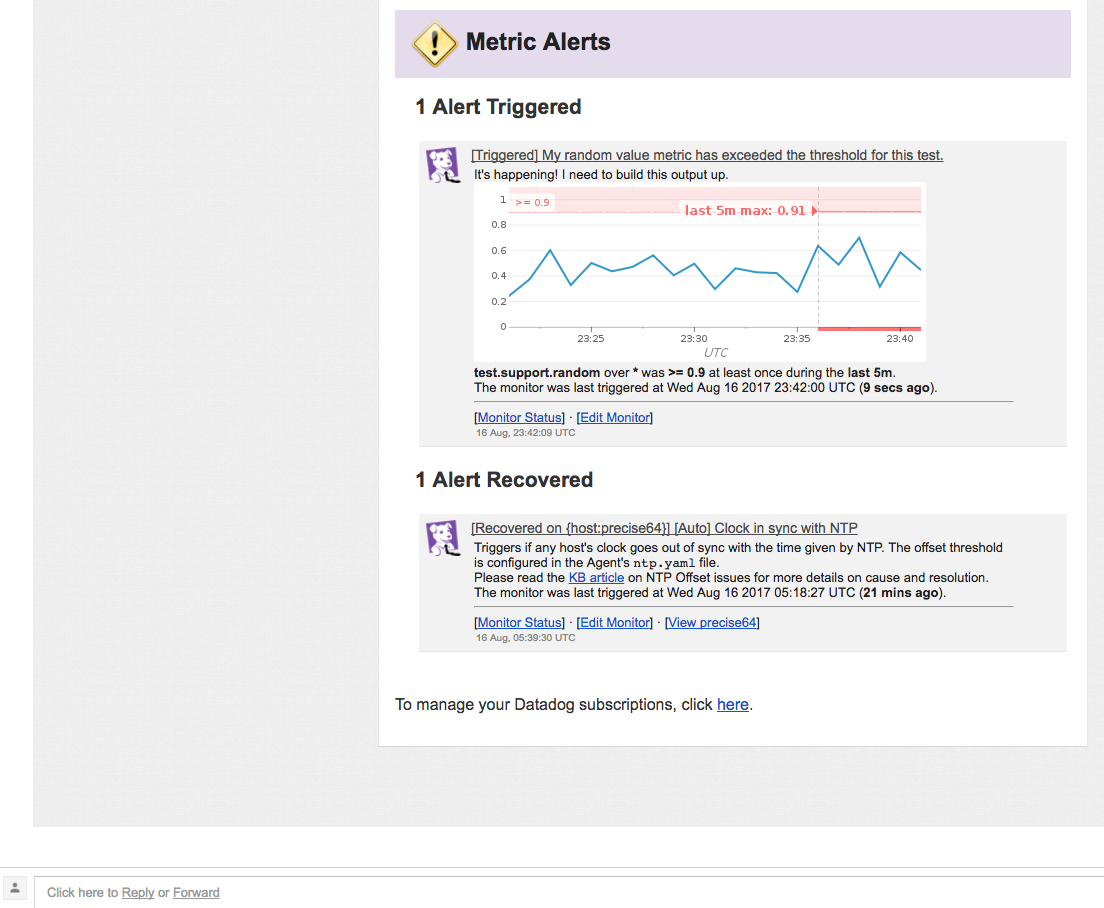 Metric Alerts
1 Alert Triggered
[Triggered] My random value metric has exceeded the threshold for this test.
It's happening! I need to build this output up.
>= 0.9
last 5m max: 0.91
1
0.8
0.6
0.4
0.2
0
23:25 23:30 23:35 23:40
UTC
test.support.random over * was >= 0.9 at least once during the last 5m.
The monitor was last triggered at Wed Aug 16 2017 23:42:00 UTC (9 secs ago).
[Monitor Status] · [Edit Monitor]
16 Aug, 23:42:09 UTC
1 Alert Recovered
[Recovered on {host:precise64}] [Auto] Clock in sync with NTP
Triggers if any host's clock goes out of sync with the time given by NTP. The offset threshold
is configured in the Agent's ntp.yaml file.
Please read the KB article on NTP Offset issues for more details on cause and resolution.
The monitor was last triggered at Wed Aug 16 2017 05:18:27 UTC (21 mins ago).
[Monitor Status] · [Edit Monitor] · [View precise64]
16 Aug, 05:39:30 UTC
To manage your Datadog subscriptions, click here.
Click here to Reply or Forward